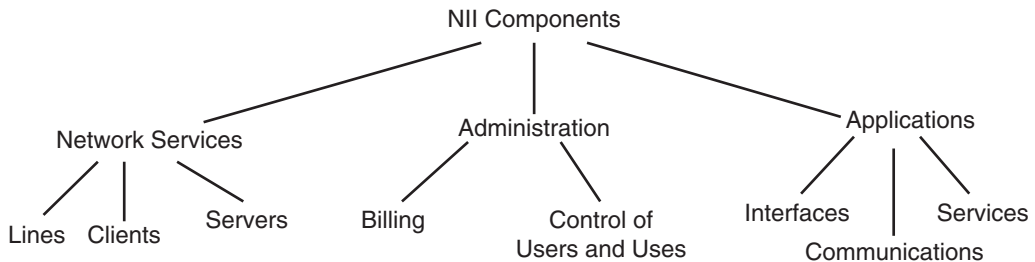 NII Components
Network Services
Administration
Applications
Lines
Clients
Servers
Billing
Control of
Users and Uses
Interfaces
Communications
Services